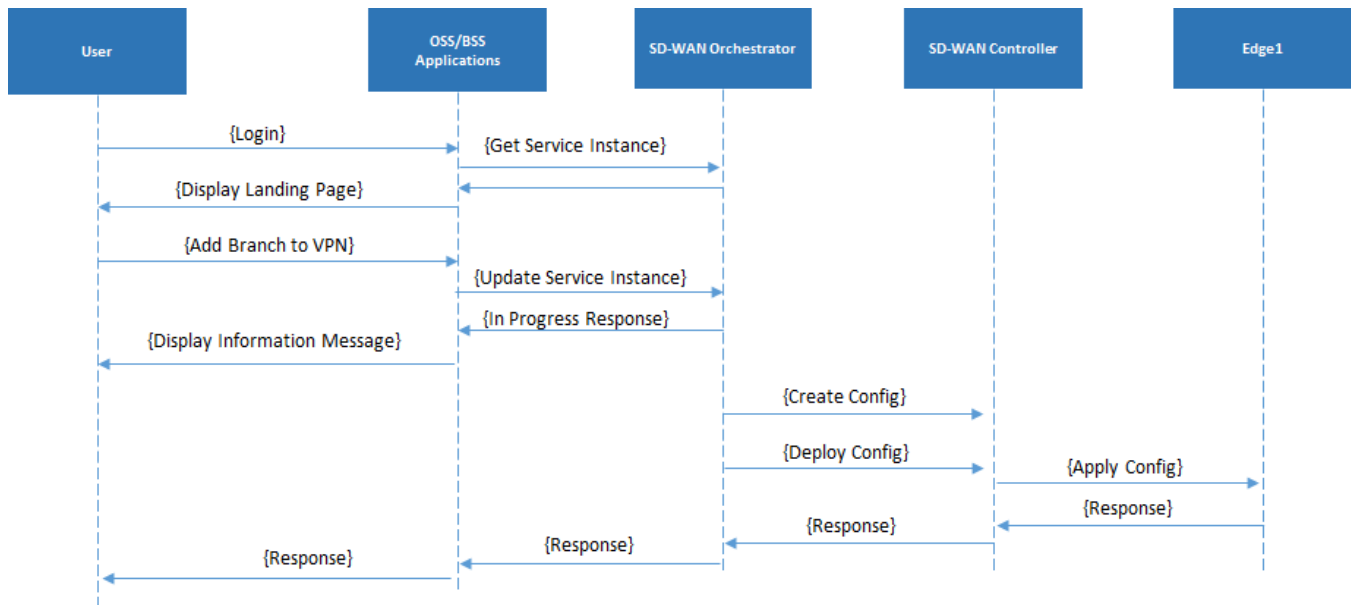 User
OSS/BSS
Applications
SD-WAN Orchestrator
SD-WAN Controller
Edge1
{Login}
{Get Service Instance}
{Display Landing Page}
{Add Branch to VPN}
{Update Service Instance}
{In Progress Response}
{Display Information Message}
{Create Config}
{Deploy Config}
{Apply Config}
{Response}
{Response}
{Response}
{Response}